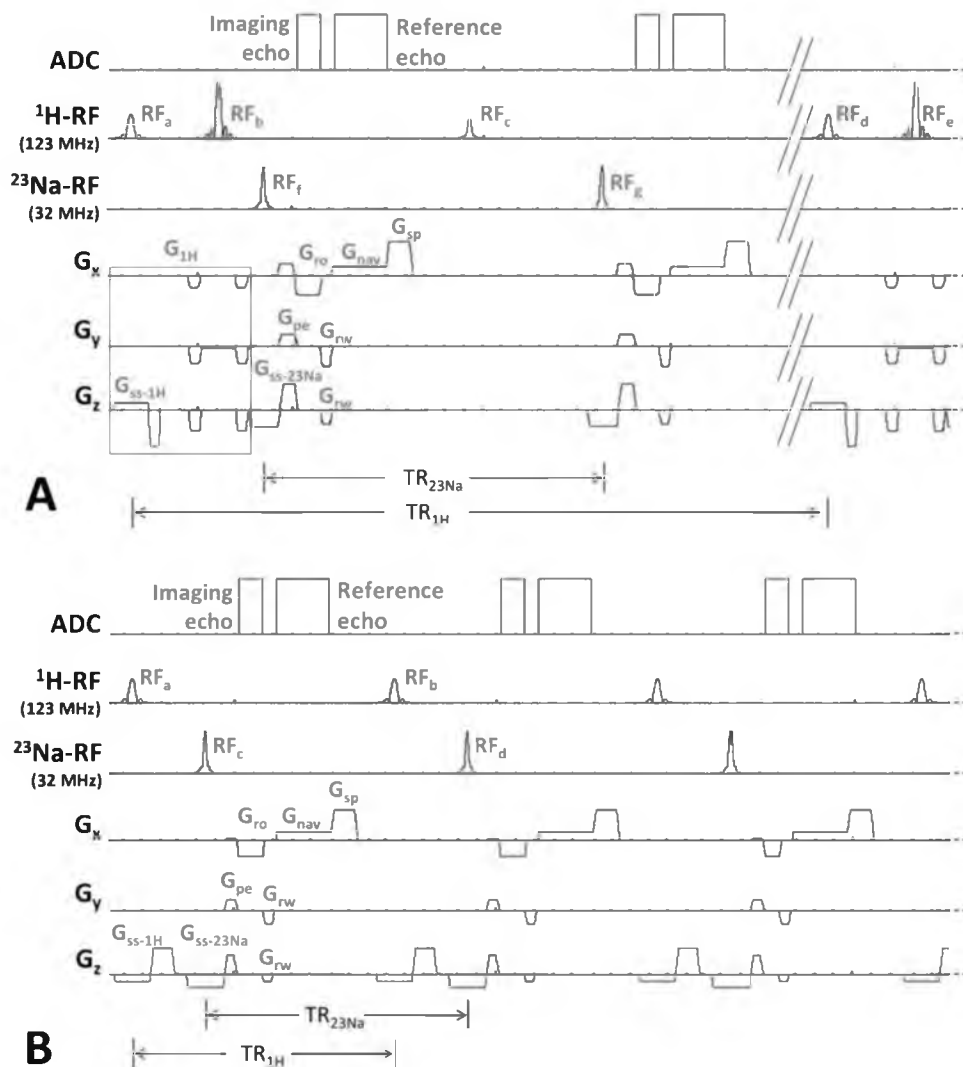 Imaging echo
Reference echo
ADC
¹H-RF
(123 MHz)
RFa
RFb
RFc
RFd
RFe
²³Na-RF
(32 MHz)
RFf
RFg
Gsp
G1H
Gro
Gnav
Gx
Gpe
Gy
Grw
Gss-1H
Gss-23Na
Gz
Grw
TR23Na
A
TR1H
Imaging echo
Reference echo
ADC
¹H-RF
(123 MHz)
RFa
RFb
²³Na-RF
(32 MHz)
RFc
RFd
Gsp
Gro
Gnav
Gx
Gpe
Gy
Grw
Gss-1H
Gss-23Na
Gz
Grw
TR23Na
B
TR1H